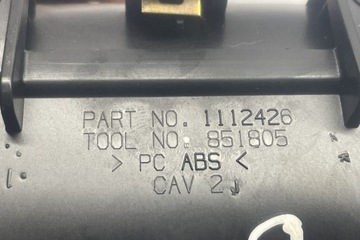 PART NO. 1112426
TOOL NO. 851805
> PC ABS <
CAV 2